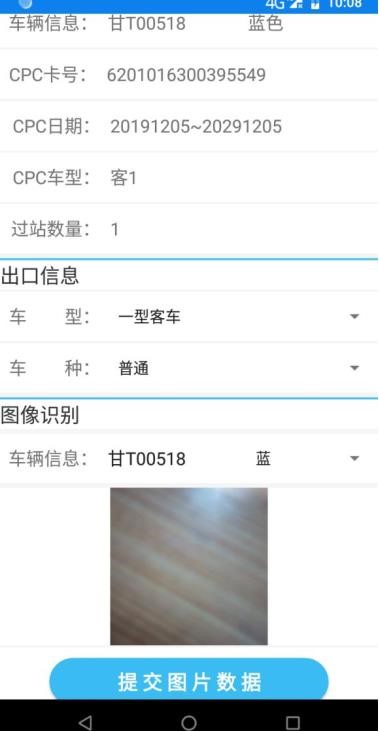 4G 10:08
车辆信息： 甘T00518 蓝色
CPC卡号： 6201016300395549
CPC日期： 20191205~20291205
CPC车型： 客1
过站数量： 1
出口信息
车 型： 一型客车
车 种： 普通
图像识别
车辆信息： 甘T00518 蓝
提交图片数据